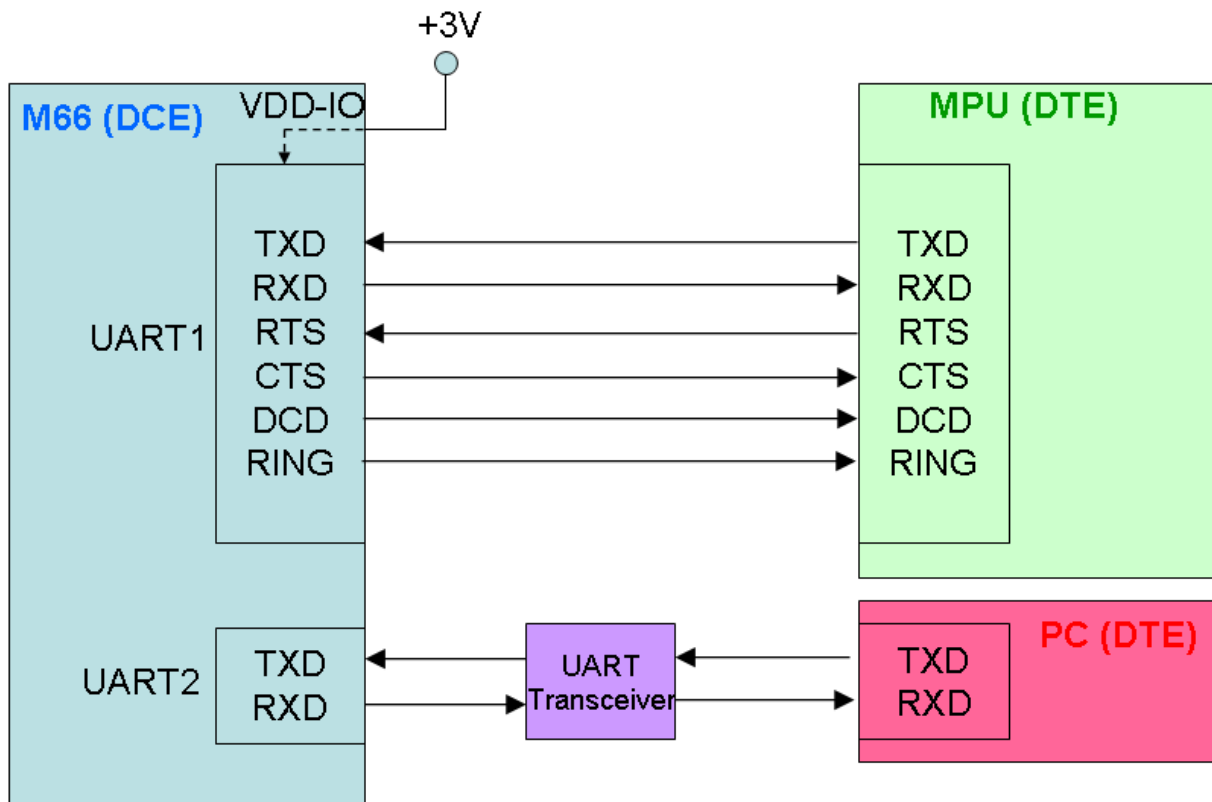 +3V
M66 (DCE)
VDD-IO
MPU (DTE)
UART1
TXD
RXD
RTS
CTS
DCD
RING
TXD
RXD
RTS
CTS
DCD
RING
UART2
TXD
RXD
UART
Transceiver
PC (DTE)
TXD
RXD